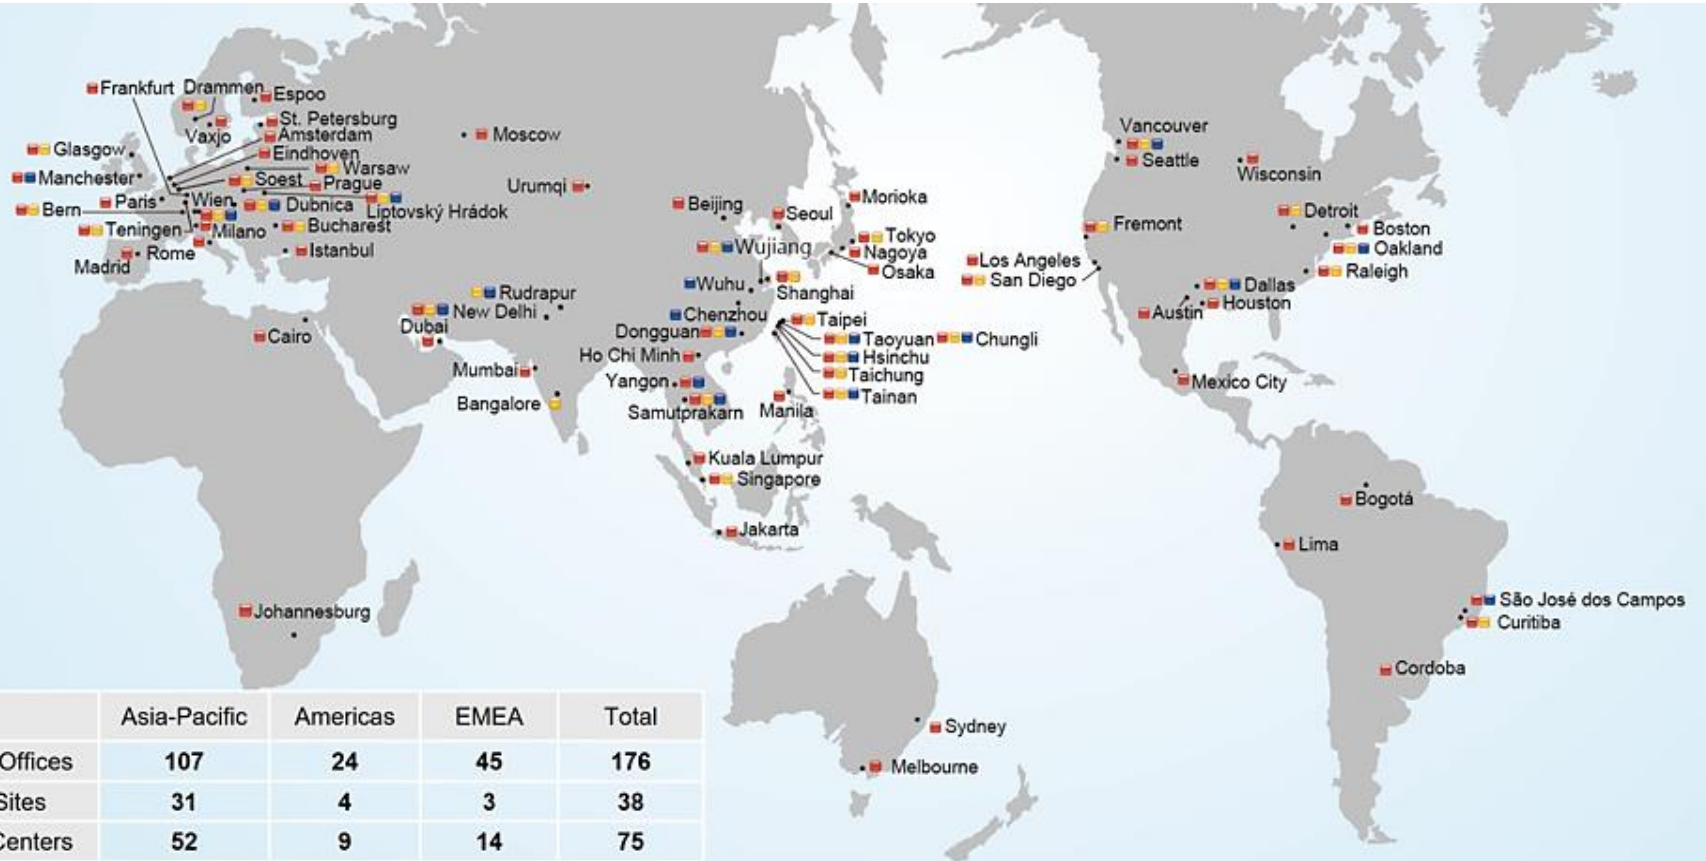 Frankfurt
Drammen
Espoo
St. Petersburg
Vaxjo
Amsterdam
Moscow
Glasgow
Eindhoven
Warsaw
Manchester
Soest
Prague
Urumqi
Paris
Wien
Dubnica
Liptovský Hrádok
Bern
Teningen
Milano
Bucharest
Rome
Istanbul
Madrid
Beijing
Seoul
Morioka
Wujiang
Tokyo
Nagoya
Osaka
Wuhu
Shanghai
Rudrapur
New Delhi
Dubai
Cairo
Chenzhou
Taipei
Dongguan
Taoyuan
Chungli
Ho Chi Minh
Hsinchu
Mumbai
Taichung
Yangon
Tainan
Bangalore
Samutprakarn
Manila
Kuala Lumpur
Singapore
Jakarta
Johannesburg
Sydney
Melbourne
Vancouver
Seattle
Wisconsin
Fremont
Detroit
Boston
Oakland
Los Angeles
San Diego
Raleigh
Dallas
Austin
Houston
Mexico City
Bogotá
Lima
São José dos Campos
Curitiba
Cordoba
Asia-Pacific Americas EMEA Total
Offices 107 24 45 176
Sites 31 4 3 38
Centers 52 9 14 75